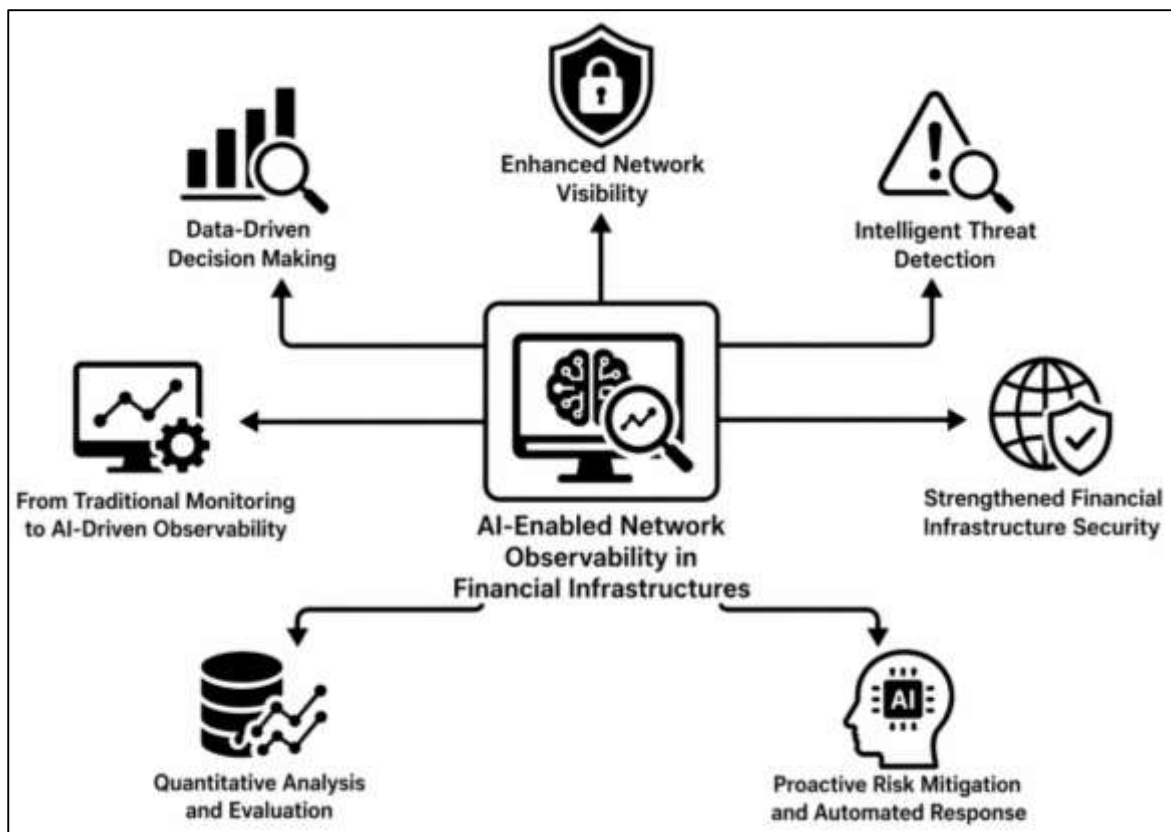 Enhanced Network
Visibility
Data-Driven
Decision Making
Intelligent Threat
Detection
From Traditional Monitoring
to AI-Driven Observability
Strengthened Financial
Infrastructure Security
AI-Enabled Network
Observability in
Financial Infrastructures
AI
Quantitative Analysis
and Evaluation
Proactive Risk Mitigation
and Automated Response